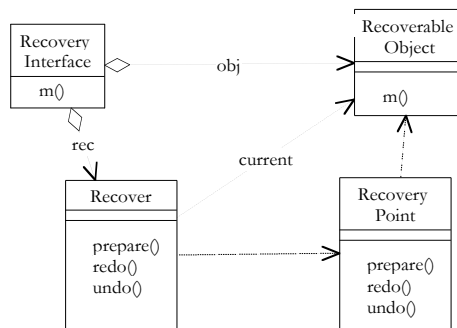 Recovery
Interface
m()
obj
Recoverable
Object
m()
rec
current
Recover
prepare()
redo()
undo()
Recovery
Point
prepare()
redo()
undo()